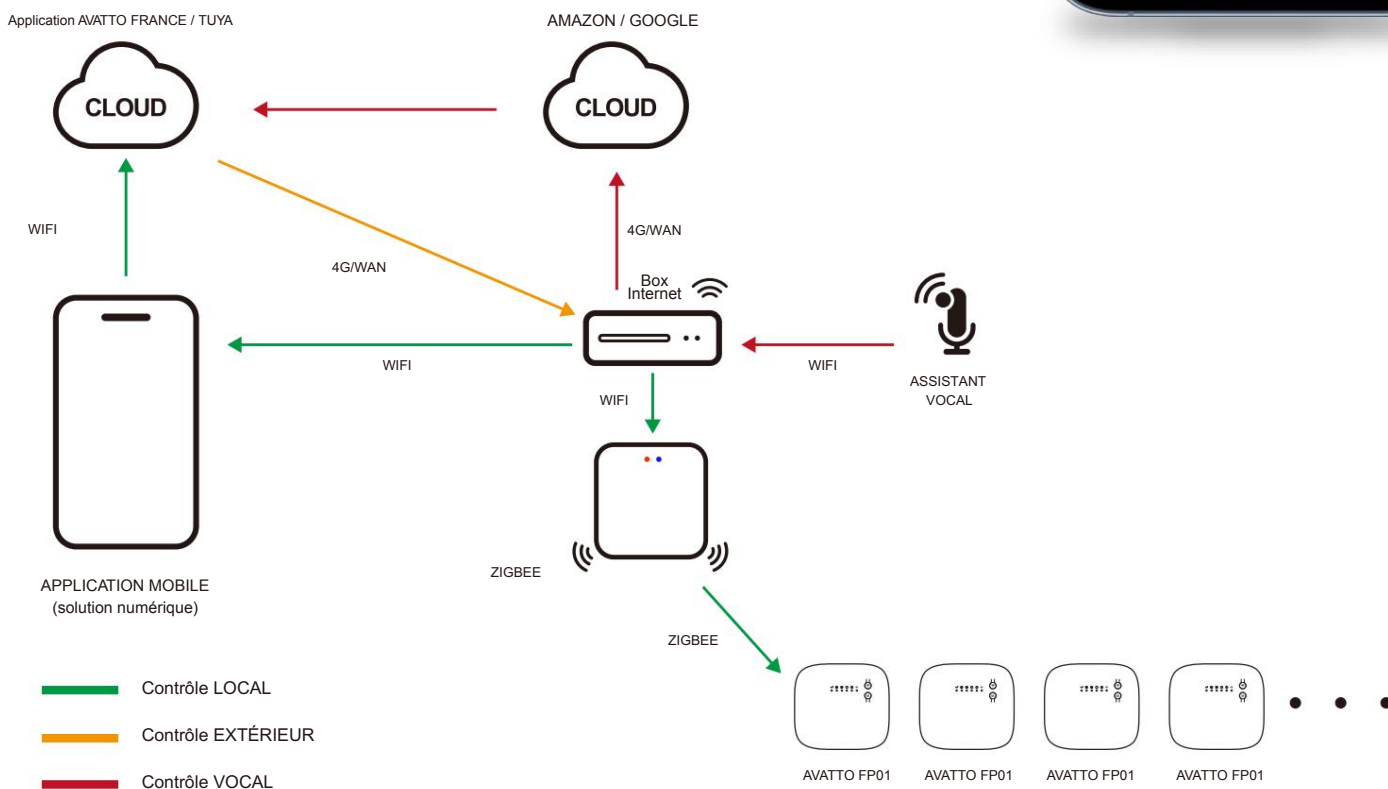 Application AVATTO FRANCE / TUYA
AMAZON / GOOGLE
CLOUD
CLOUD
WIFI
4G/WAN
4G/WAN
Box
Internet
WIFI
WIFI
WIFI
ASSISTANT
VOCAL
ZIGBEE
APPLICATION MOBILE
(solution numérique)
ZIGBEE
Contrôle LOCAL
Contrôle EXTÉRIEUR
Contrôle VOCAL
AVATTO FP01
AVATTO FP01
AVATTO FP01
AVATTO FP01